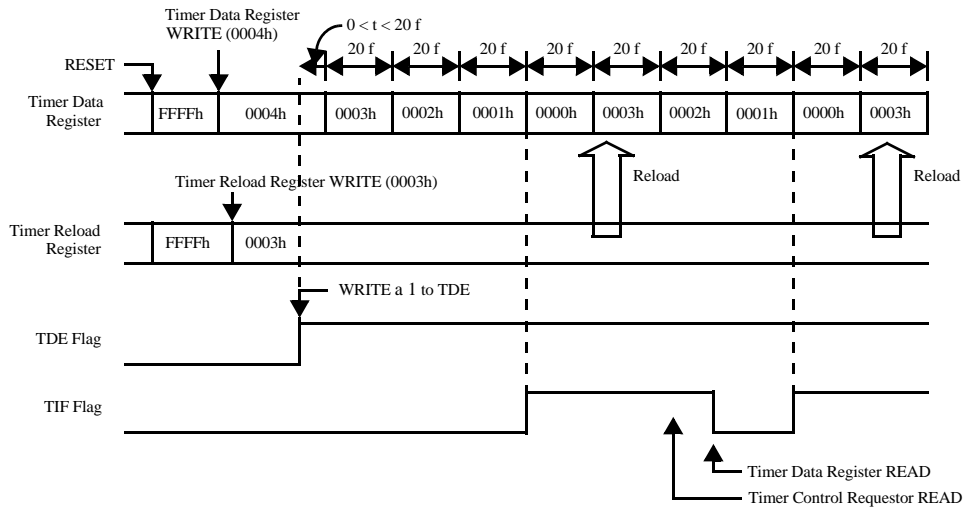 Timer Data Register
WRITE (0004h)
0 < t < 20 f
20 f 20 f 20 f 20 f 20 f 20 f 20 f 20 f 20 f
RESET
Timer Data
Register
FFFFh 0004h 0003h 0002h 0001h 0000h 0003h 0002h 0001h 0000h 0003h
Timer Reload Register WRITE (0003h)
Reload Reload
Timer Reload
Register
FFFFh 0003h
WRITE a 1 to TDE
TDE Flag
TIF Flag
Timer Data Register READ
Timer Control Requestor READ